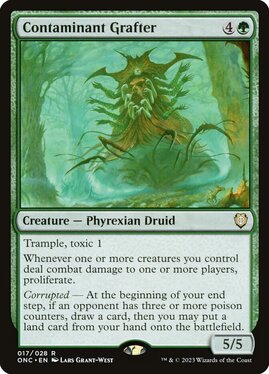 Contaminant Grafter 4
Creature — Phyrexian Druid
Trample, toxic 1
Whenever one or more creatures you control
deal combat damage to one or more players,
proliferate.
Corrupted — At the beginning of your end
step, if an opponent has three or more poison
counters, draw a card, then you may put a
land card from your hand onto the battlefield.
5/5
017/028 R
ONC • EN LARS GRANT-WEST
™ & © 2023 Wizards of the Coast